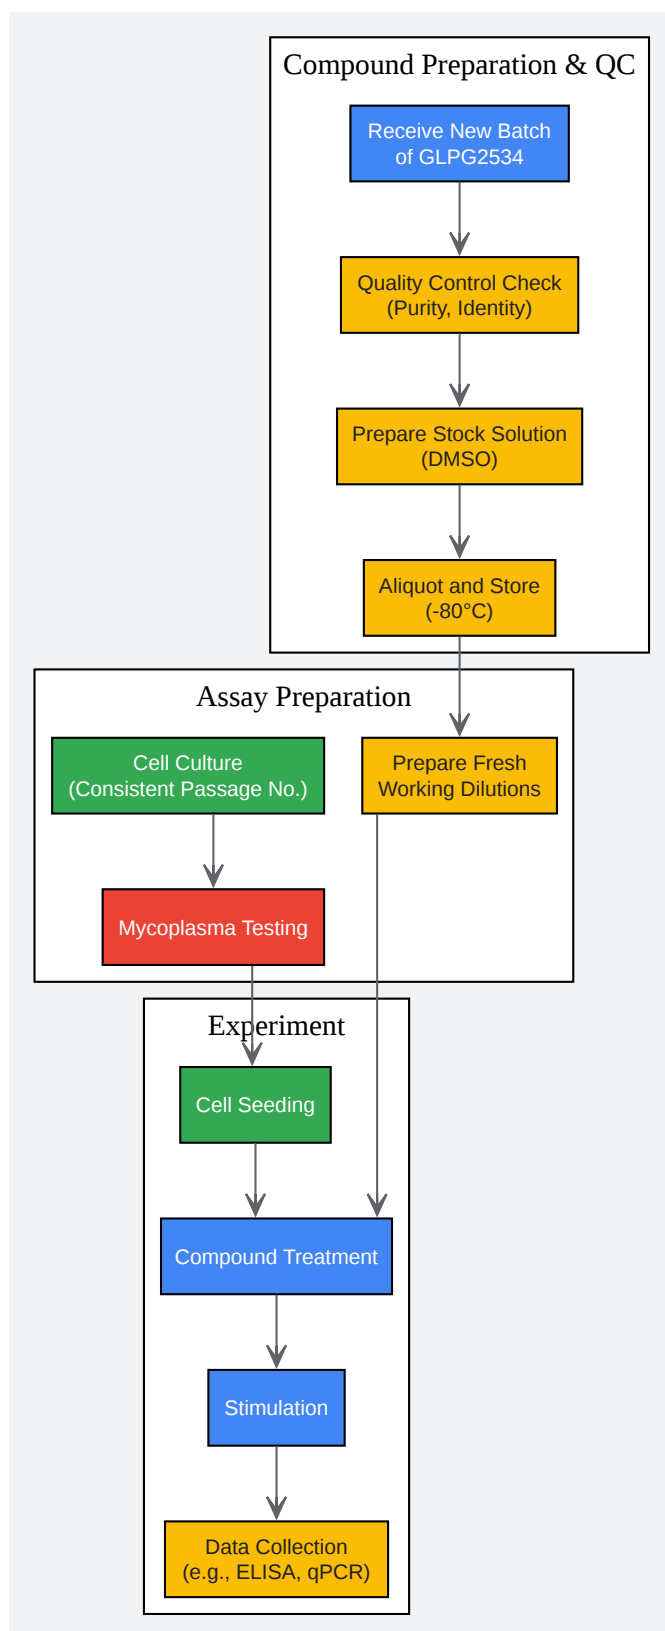 Compound Preparation & QC
Receive New Batch
of GLPG2534
Quality Control Check
(Purity, Identity)
Prepare Stock Solution
(DMSO)
Aliquot and Store
(-80°C)
Assay Preparation
Cell Culture
(Consistent Passage No.)
Prepare Fresh
Working Dilutions
Mycoplasma Testing
Experiment
Cell Seeding
Compound Treatment
Stimulation
Data Collection
(e.g., ELISA, qPCR)